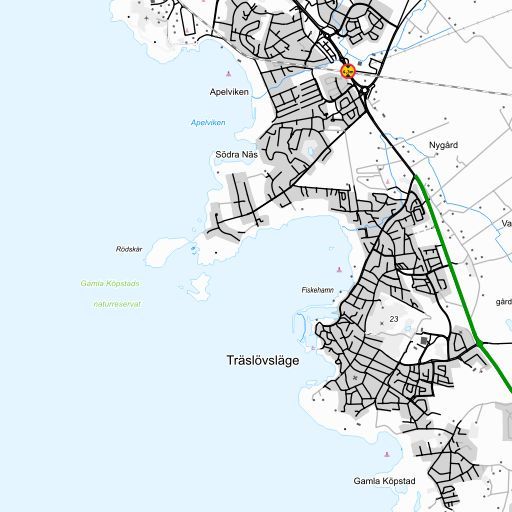 Apelviken
Apelviken
Nygård
Södra Näs
Va
Rödskär
Gamla Köpstads
naturreservat
Fiskehamn
gård
23
Träslövsläge
Gamla Köpstad